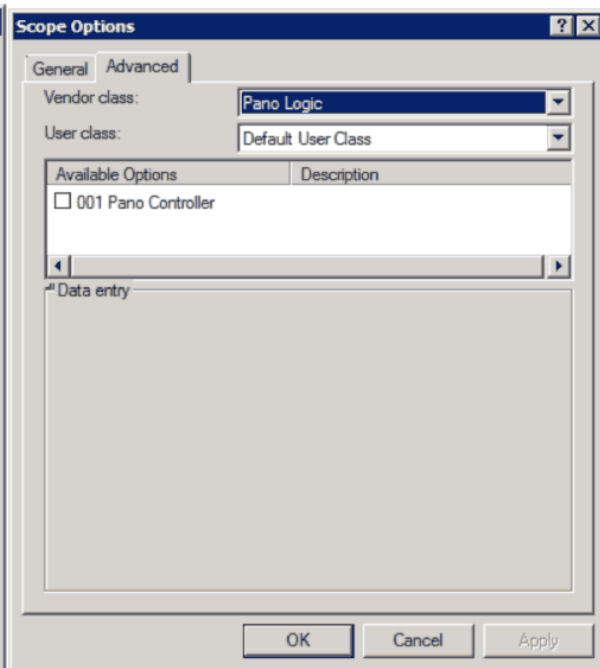 Scope Options
General Advanced
Vendor class: Pano Logic
User class: Default User Class
Available Options Description
001 Pano Controller
Data entry
OK Cancel Apply